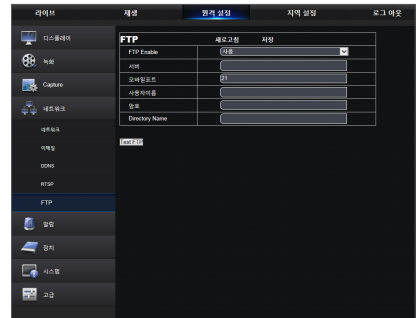 라이브 재생 원격 설정 지역 설정 로그 아웃
디스플레이
녹화
Capture
네트워크
네트워크
이메일
DDNS
RTSP
FTP
알람
장치
시스템
고급
FTP 새로고침 저장
FTP Enable 사용
서버
모바일포트 21
사용자이름
암호
Directory Name
Test FTP